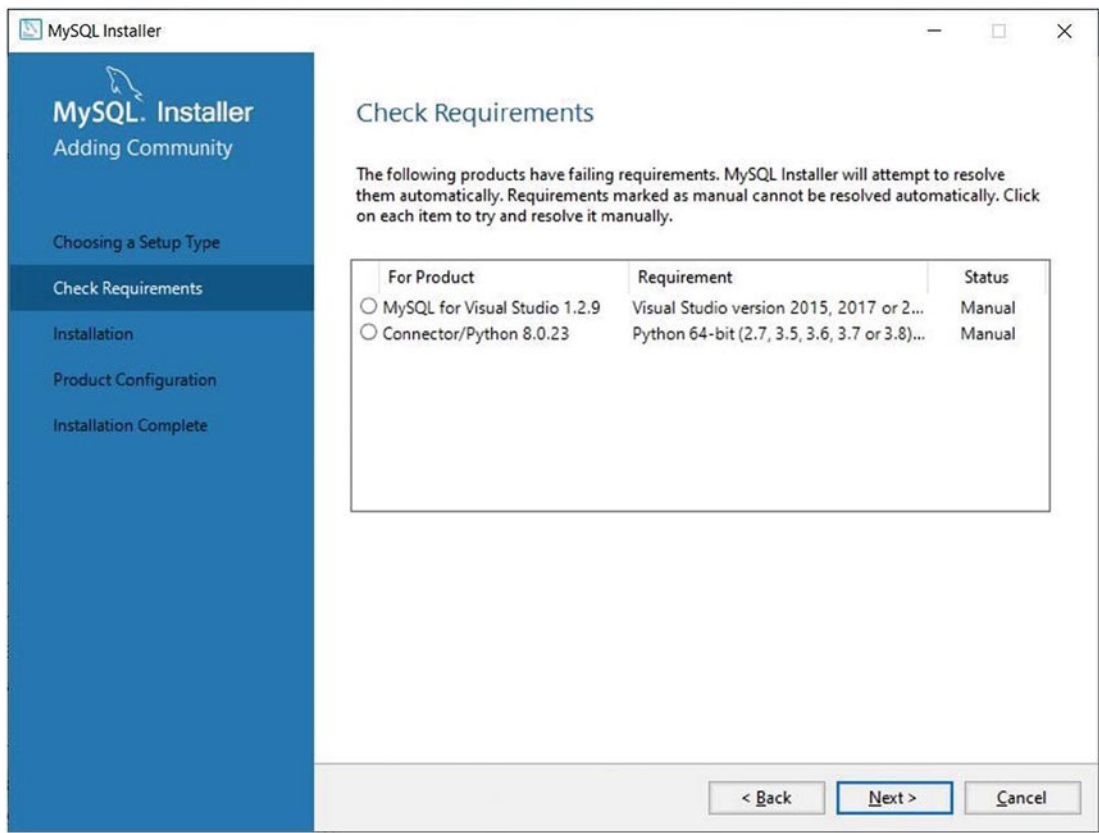 MySQL Installer
MySQL. Installer
Adding Community
Choosing a Setup Type
Check Requirements
Installation
Product Configuration
Installation Complete
Check Requirements
The following products have failing requirements. MySQL Installer will attempt to resolve
them automatically. Requirements marked as manual cannot be resolved automatically. Click
on each item to try and resolve it manually.
For Product Requirement Status
MySQL for Visual Studio 1.2.9 Visual Studio version 2015, 2017 or 2... Manual
Connector/Python 8.0.23 Python 64-bit (2.7, 3.5, 3.6, 3.7 or 3.8)... Manual
< Back Next > Cancel